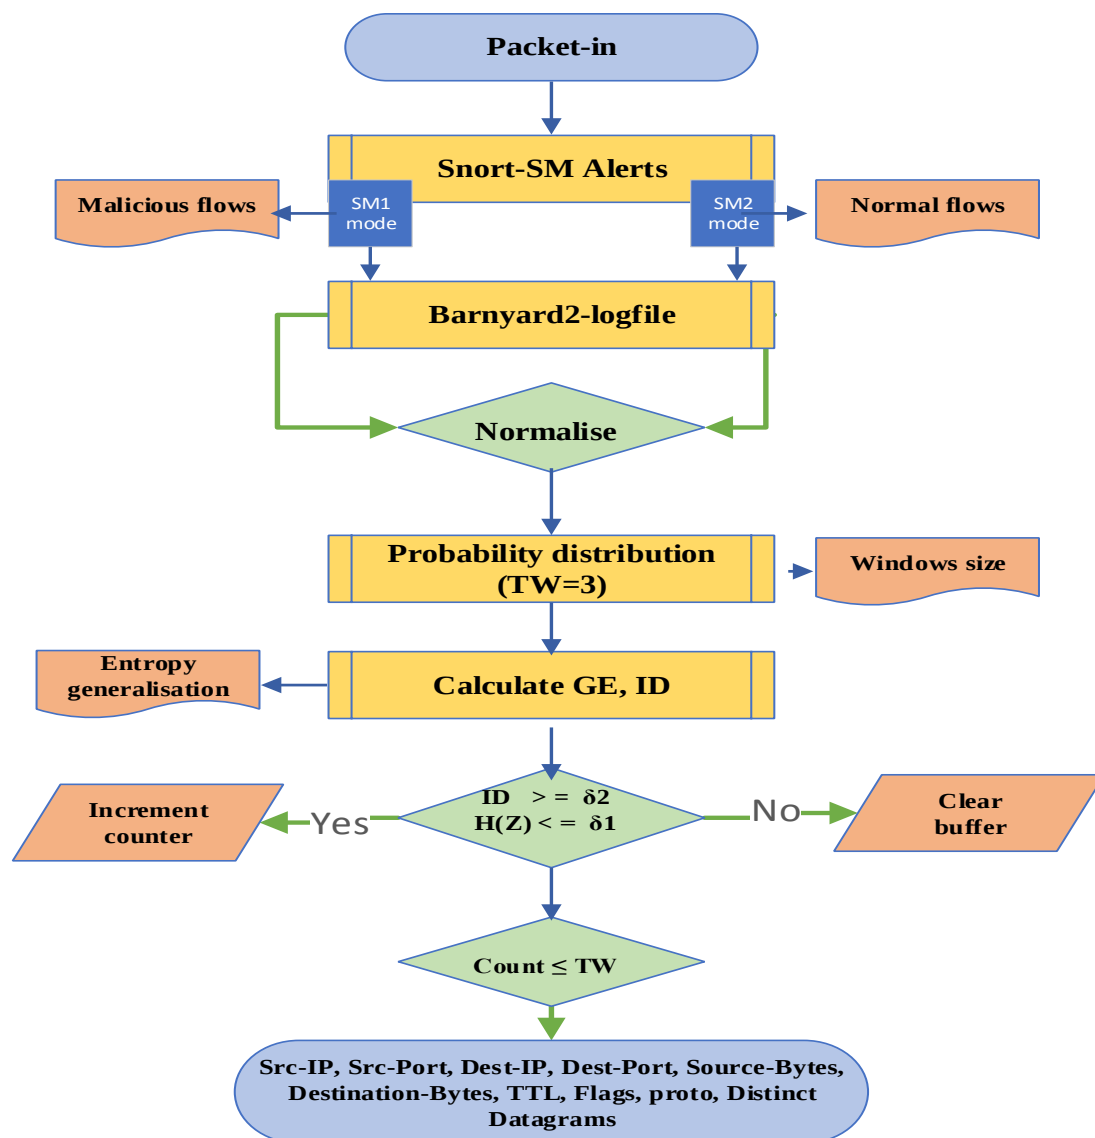 Packet-in
Snort-SM Alerts
Malicious flows
SM1
mode
SM2
mode
Normal flows
Barnyard2-logfile
Normalise
Probability distribution
(TW=3)
Windows size
Entropy
generalisation
Calculate GE, ID
ID > = δ2
H(Z) < = δ1
Increment
counter
Yes
No
Clear
buffer
Count ≤ TW
Src-IP, Src-Port, Dest-IP, Dest-Port, Source-Bytes,
Destination-Bytes, TTL, Flags, proto, Distinct
Datagrams